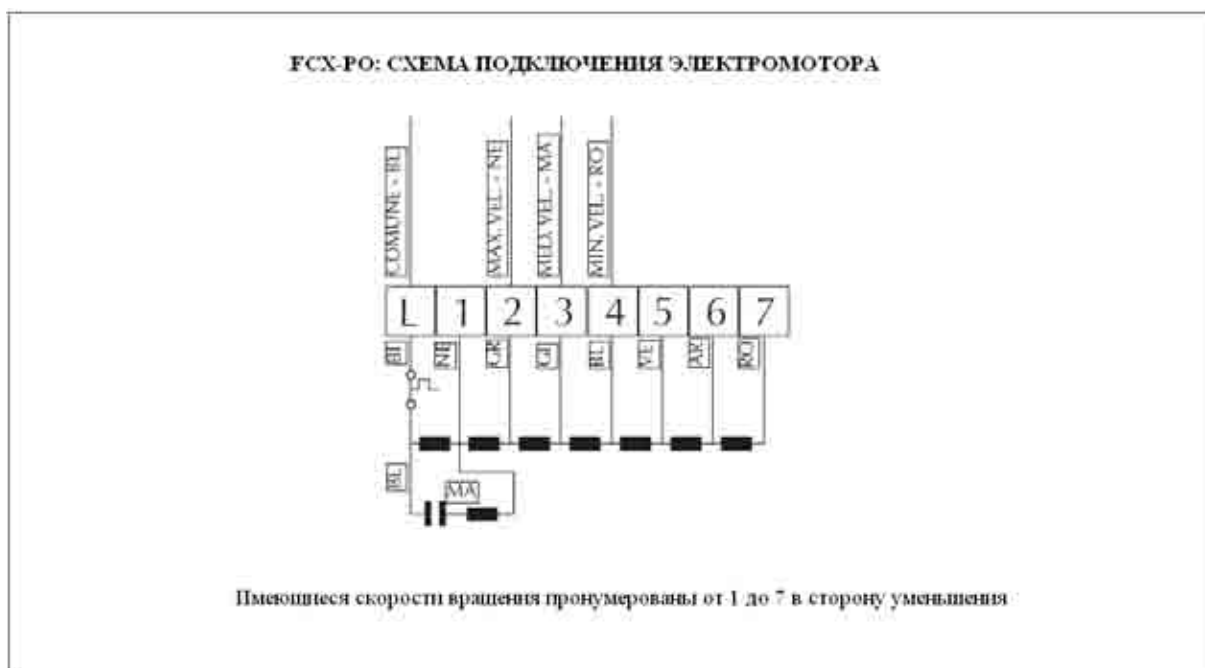 FCX-PO: СХЕМА ПОДКЛЮЧЕНИЯ ЭЛЕКТРОМОТОРА
COMUNE = BL
MAX. VEL. = NE
MED. VEL. = MA
MIN. VEL. = RO
L 1 2 3 4 5 6 7
BI NE GR GI BL VE AR RO
BL
MA
Имеющиеся скорости вращения пронумерованы от 1 до 7 в сторону уменьшения